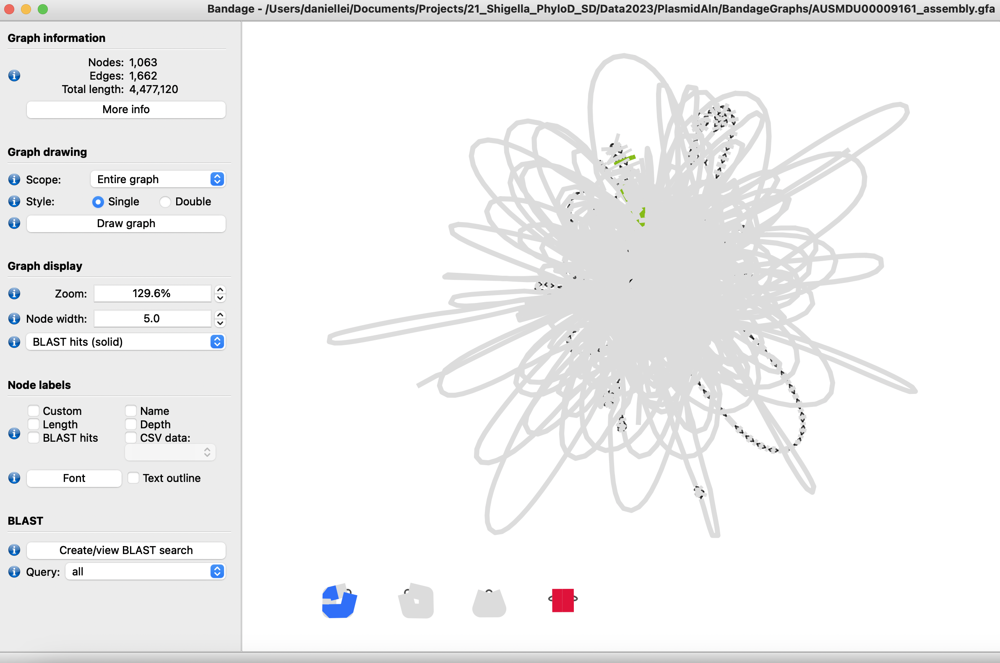 Bandage - /Users/daniellei/Documents/Projects/21_Shigella_PhyloD_SD/Data2023/PlasmidAln/BandageGraphs/AUSMDU00009161_assembly.gfa
Graph information
Nodes: 1,063
Edges: 1,662
Total length: 4,477,120
More info
Graph drawing
Scope: Entire graph
Style: Single Double
Draw graph
Graph display
Zoom: 129.6%
Node width: 5.0
BLAST hits (solid)
Node labels
Custom Name
Length Depth
BLAST hits CSV data:
Font Text outline
BLAST
Create/view BLAST search
Query: all